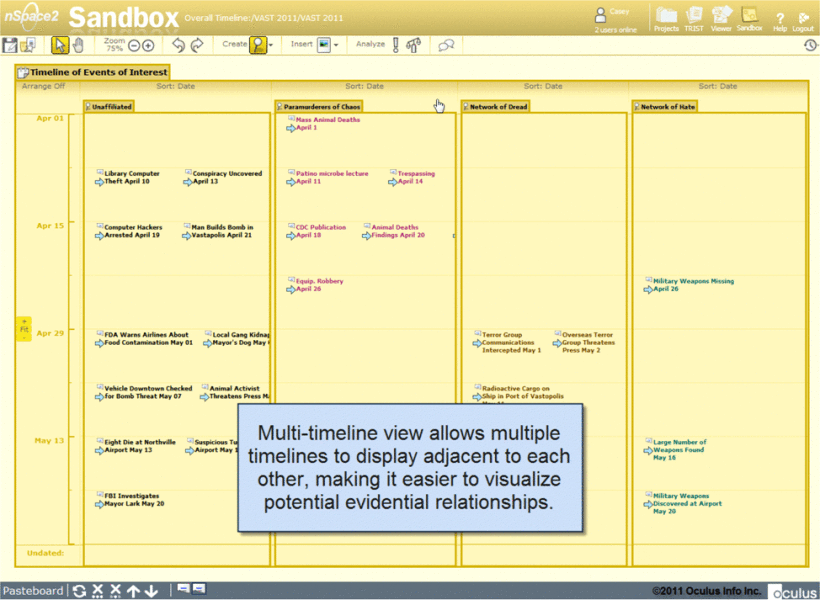 nSpace2 Sandbox Overall Timeline:/VAST 2011/VAST 2011
Casey
2 users online
Projects TRIST Viewer Sandbox Help Logout
Zoom
75%
Create
Insert
Analyze
Timeline of Events of Interest
Arrange Off Sort: Date Sort: Date Sort: Date Sort: Date
Unaffiliated
Paramurderers of Chaos
Network of Dread
Network of Hate
Apr 01
Mass Animal Deaths
April 1
Library Computer
Theft April 10
Conspiracy Uncovered
April 13
Patino microbe lecture
April 11
Trespassing
April 14
Apr 15
Computer Hackers
Arrested April 19
Man Builds Bomb in
Vastapolis April 21
CDC Publication
April 18
Animal Deaths
Findings April 20
Equip. Robbery
April 26
Military Weapons Missing
April 26
Fit
Apr 29
FDA Warns Airlines About
Food Contamination May 01
Local Gang Kidnap
Mayor's Dog May
Terror Group
Communications
Intercepted May 1
Overseas Terror
Group Threatens
Press May 2
Vehicle Downtown Checked
for Bomb Threat May 07
Animal Activist
Threatens Press M
Radioactive Cargo on
Ship in Port of Vastopolis
May 13
Eight Die at Northville
Airport May 13
Suspicious Tu
Airport May 1
Large Number of
Weapons Found
May 16
FBI Investigates
Mayor Lark May 20
Military Weapons
Discovered at Airport
May 20
Multi-timeline view allows multiple
timelines to display adjacent to each
other, making it easier to visualize
potential evidential relationships.
Undated:
Pasteboard
©2011 Oculus Info Inc. oculus